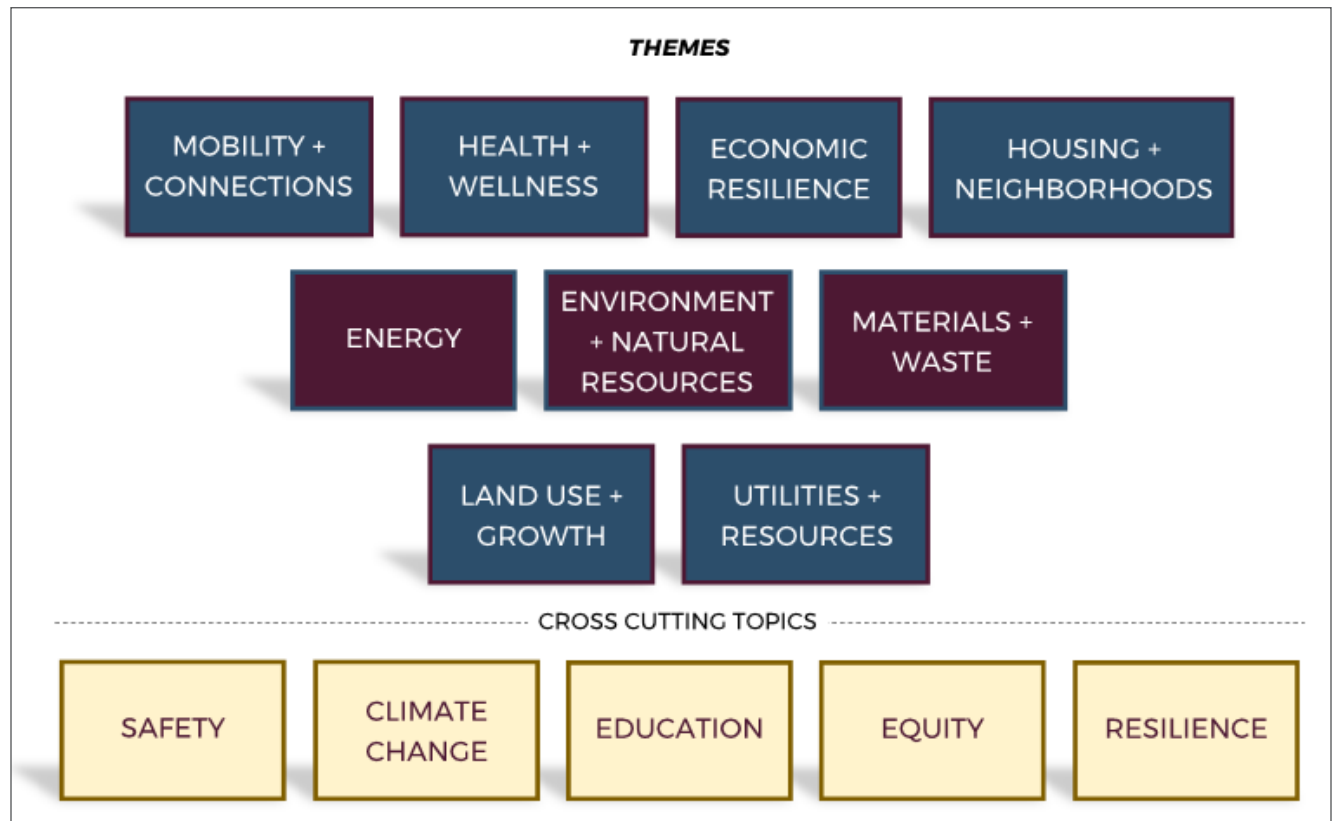 THEMES
MOBILITY +
CONNECTIONS
HEALTH +
WELLNESS
ECONOMIC
RESILIENCE
HOUSING +
NEIGHBORHOODS
ENERGY
ENVIRONMENT
+ NATURAL
RESOURCES
MATERIALS +
WASTE
LAND USE +
GROWTH
UTILITIES +
RESOURCES
CROSS CUTTING TOPICS
SAFETY
CLIMATE
CHANGE
EDUCATION
EQUITY
RESILIENCE